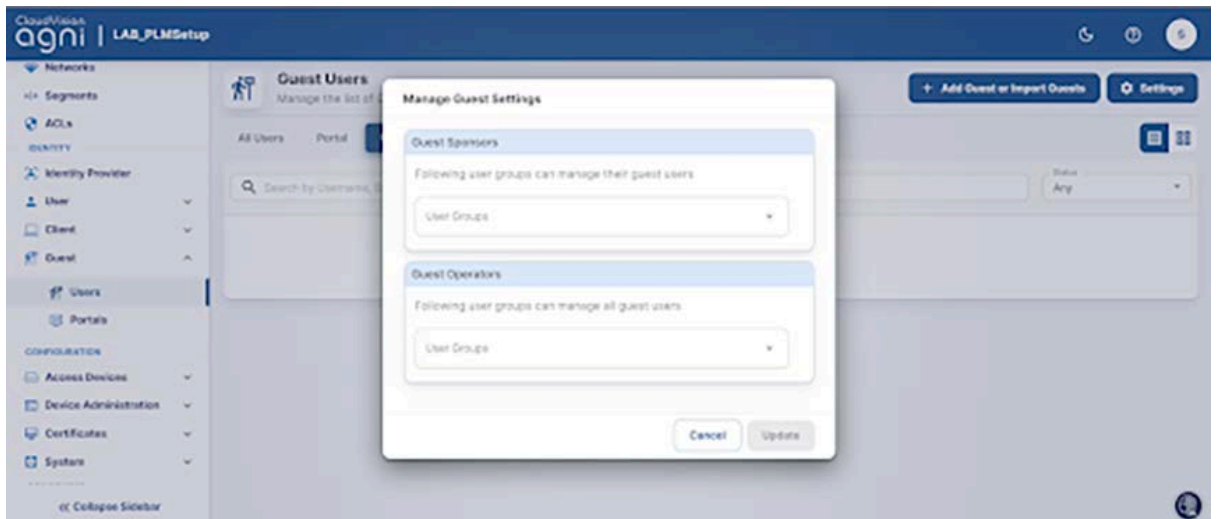 CloudVision
agni | LAB_PLMSetup
S
Networks
Segments
ACLs
IDENTITY
Identity Provider
User
Client
Guest
Users
Portals
CONFIGURATION
Access Devices
Device Administration
Certificates
System
Collapse Sidebar
Guest Users
Manage the list of
+ Add Guest or Import Guests
Settings
All Users Portal
Search by Username,
Status
Any
Manage Guest Settings
Guest Sponsors
Following user groups can manage their guest users
User Groups
Guest Operators
Following user groups can manage all guest users
User Groups
Cancel Update